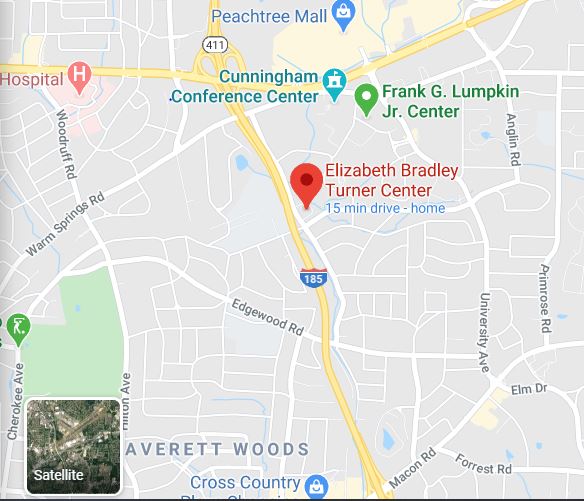 Peachtree Mall
411
Hospital
H
Cunningham
Conference Center
Frank G. Lumpkin
Jr. Center
Woodruff Rd
Anglin Rd
Elizabeth Bradley
Turner Center
15 min drive - home
Warm Springs Rd
185
Primrose Rd
Edgewood Rd
University Ave
Cherokee Ave
Elm Dr
Satellite
AVERETT WOODS
Macon Rd
Forrest Rd
Cross Country